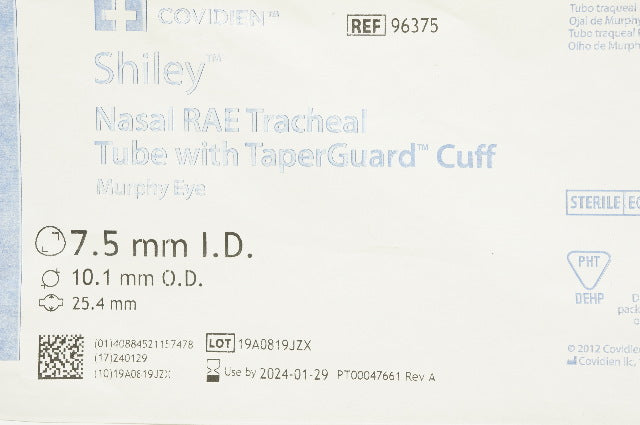 COVIDIEN™
REF 96375
Shiley™
Nasal RAE Tracheal
Tube with TaperGuard™ Cuff
Murphy Eye
7.5 mm I.D.
10.1 mm O.D.
25.4 mm
(01)40884521157478
(17)240129
(10)19A0819JZX
LOT 19A0819JZX
Use by 2024-01-29 PT00047661 Rev A
Tubo traqueal
Ojal de Murphy
Tubo traqueal
Olho de Murph
STERILE
PHT
DEHP
© 2012 Covidien
Covidien llc,